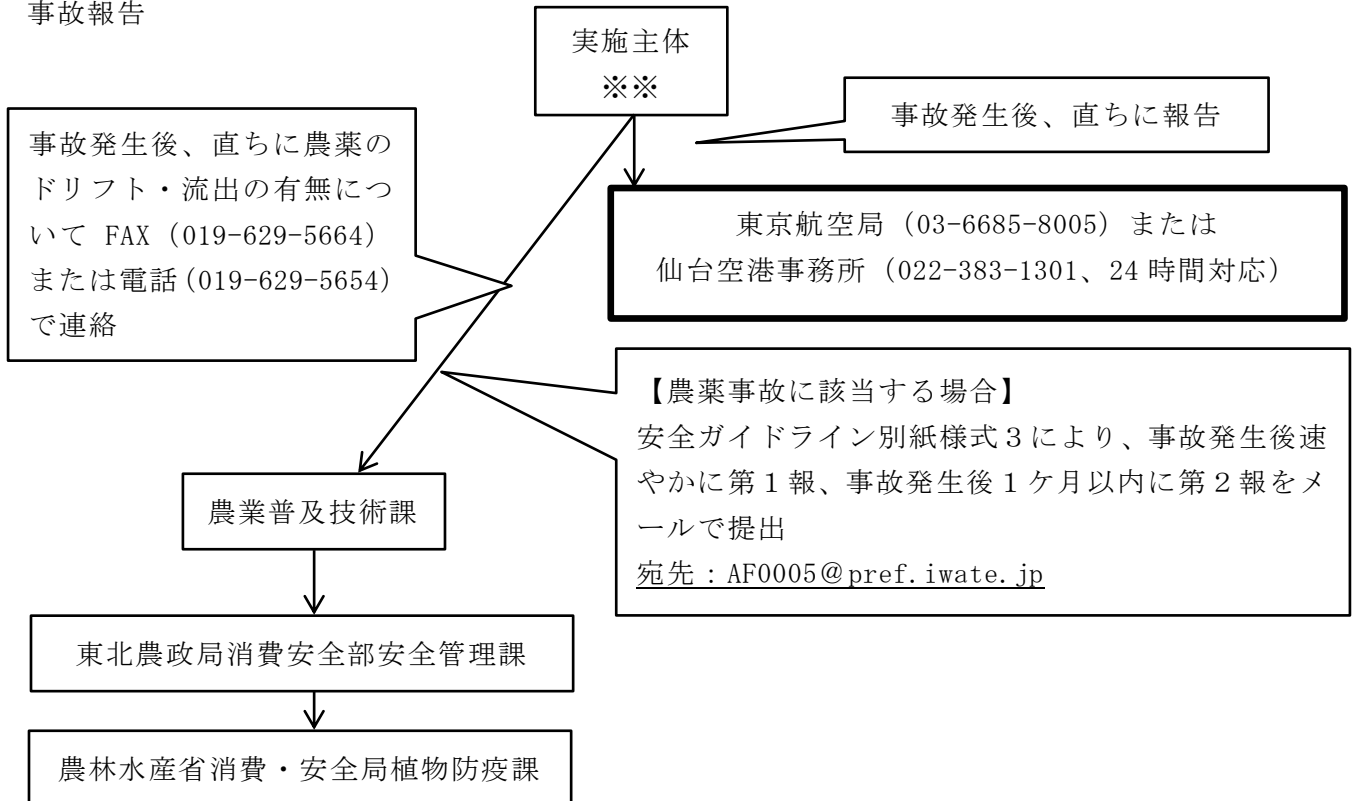 事故報告
実施主体
※※
事故発生後、直ちに報告
事故発生後、直ちに農薬の
ドリフト・流出の有無につ
いて FAX（019-629-5664）
または電話(019-629-5654)
で連絡
東京航空局（03-6685-8005）または
仙台空港事務所（022-383-1301、24 時間対応）
【農薬事故に該当する場合】
安全ガイドライン別紙様式３により、事故発生後速
やかに第１報、事故発生後１ケ月以内に第２報をメ
ールで提出
宛先：AF0005@pref.iwate.jp
農業普及技術課
東北農政局消費安全部安全管理課
農林水産省消費・安全局植物防疫課